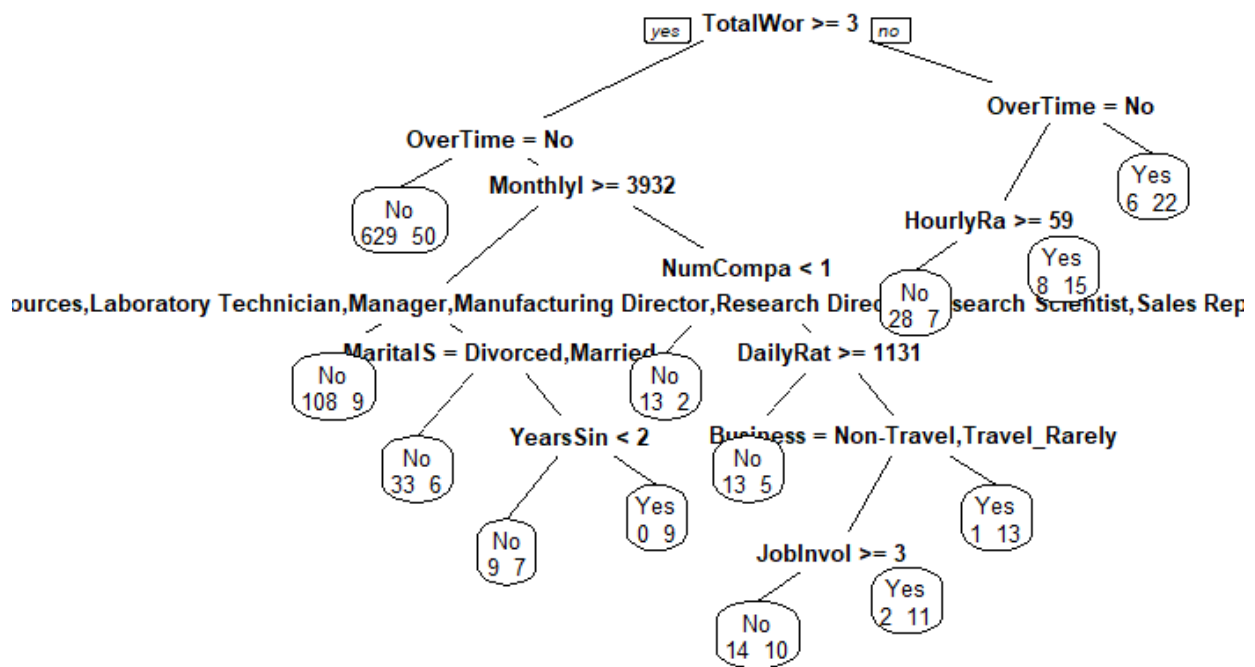 yes TotalWor >= 3 no
OverTime = No
OverTime = No
Yes
6 22
MonthlyI >= 3932
No
629 50
HourlyRa >= 59
Yes
8 15
NumCompa < 1
No
28 7
ources,Laboratory Technician,Manager,Manufacturing Director,Research Direc search Scientist,Sales Rep
MaritalS = Divorced,Married
DailyRat >= 1131
No
108 9
No
13 2
YearsSin < 2
Business = Non-Travel,Travel_Rarely
No
33 6
No
13 5
Yes
0 9
Yes
1 13
No
9 7
JobInvol >= 3
Yes
2 11
No
14 10